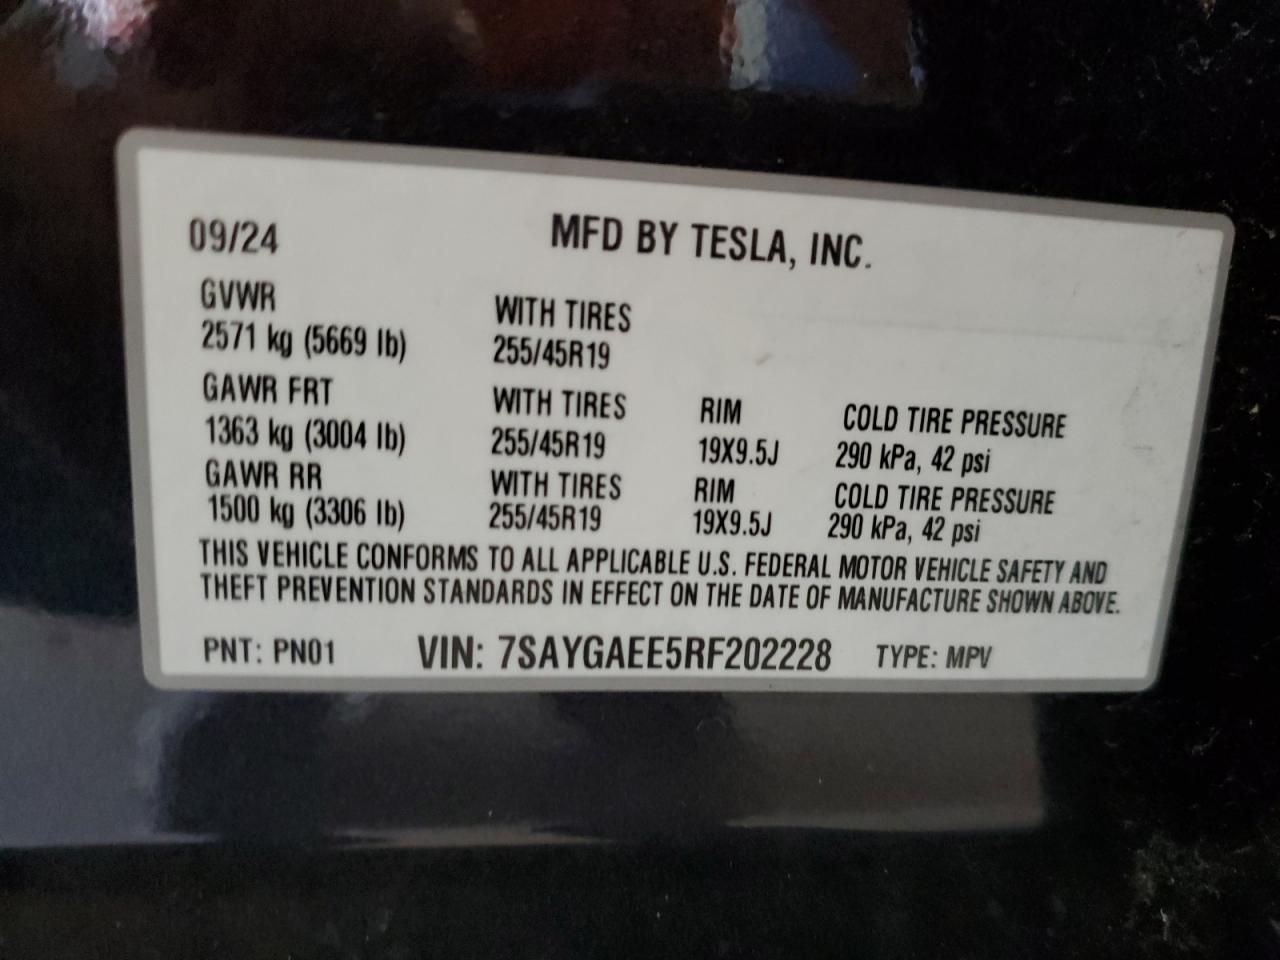 09/24 MFD BY TESLA, INC.
GVWR WITH TIRES
2571 kg (5669 lb) 255/45R19
GAWR FRT WITH TIRES RIM COLD TIRE PRESSURE
1363 kg (3004 lb) 255/45R19 19X9.5J 290 kPa, 42 psi
GAWR RR WITH TIRES RIM COLD TIRE PRESSURE
1500 kg (3306 lb) 255/45R19 19X9.5J 290 kPa, 42 psi
THIS VEHICLE CONFORMS TO ALL APPLICABLE U.S. FEDERAL MOTOR VEHICLE SAFETY AND
THEFT PREVENTION STANDARDS IN EFFECT ON THE DATE OF MANUFACTURE SHOWN ABOVE.
PNT: PN01 VIN: 7SAYGAEE5RF202228 TYPE: MPV